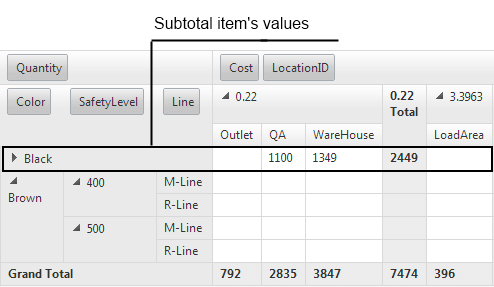 Subtotal item's values
Quantity Cost LocationID
Color SafetyLevel Line 0.22 0.22 Total 3.3963
Outlet QA WareHouse LoadArea
Black 1100 1349 2449
Brown 400 M-Line
R-Line
500 M-Line
R-Line
Grand Total 792 2835 3847 7474 396